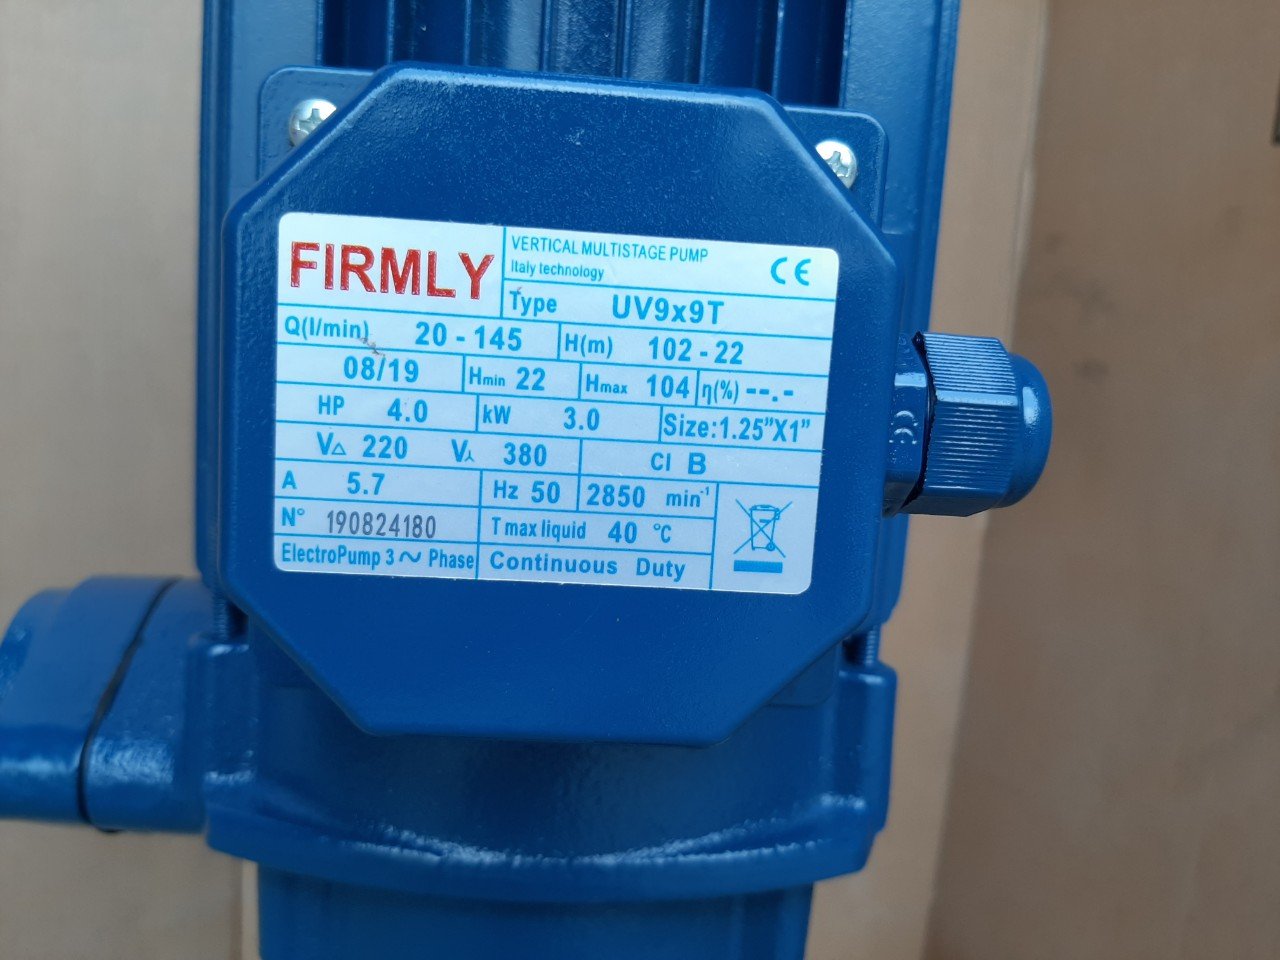 FIRMLY
VERTICAL MULTISTAGE PUMP
Italy technology
CE
Type UV9x9T
Q(l/min) 20 - 145 H(m) 102 - 22
08/19 Hmin 22 Hmax 104 η(%) --.-
HP 4.0 kW 3.0 Size:1.25"X1"
V△ 220 V⅄ 380 Cl B
A 5.7 Hz 50 2850 min⁻¹
N° 190824180 T max liquid 40 °C
ElectroPump 3 ~ Phase Continuous Duty
CE